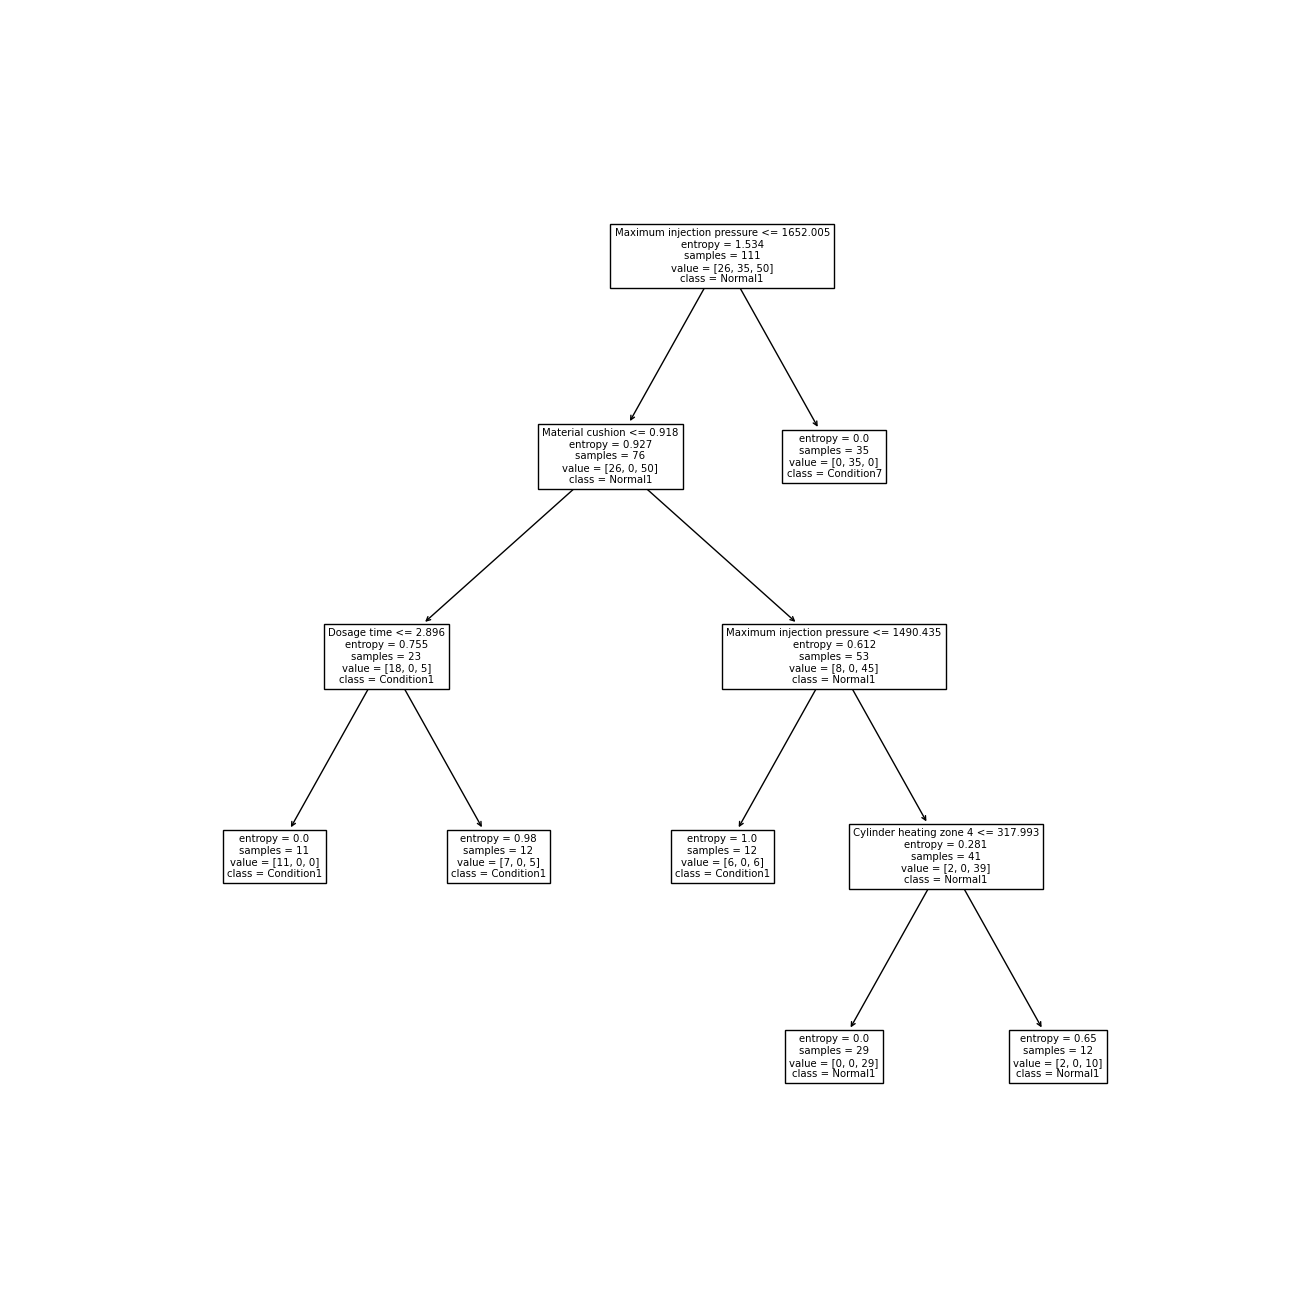 Maximum injection pressure <= 1652.005
entropy = 1.534
samples = 111
value = [26, 35, 50]
class = Normal1
Material cushion <= 0.918
entropy = 0.927
samples = 76
value = [26, 0, 50]
class = Normal1
entropy = 0.0
samples = 35
value = [0, 35, 0]
class = Condition7
Dosage time <= 2.896
entropy = 0.755
samples = 23
value = [18, 0, 5]
class = Condition1
Maximum injection pressure <= 1490.435
entropy = 0.612
samples = 53
value = [8, 0, 45]
class = Normal1
entropy = 0.0
samples = 11
value = [11, 0, 0]
class = Condition1
entropy = 0.98
samples = 12
value = [7, 0, 5]
class = Condition1
entropy = 1.0
samples = 12
value = [6, 0, 6]
class = Condition1
Cylinder heating zone 4 <= 317.993
entropy = 0.281
samples = 41
value = [2, 0, 39]
class = Normal1
entropy = 0.0
samples = 29
value = [0, 0, 29]
class = Normal1
entropy = 0.65
samples = 12
value = [2, 0, 10]
class = Normal1